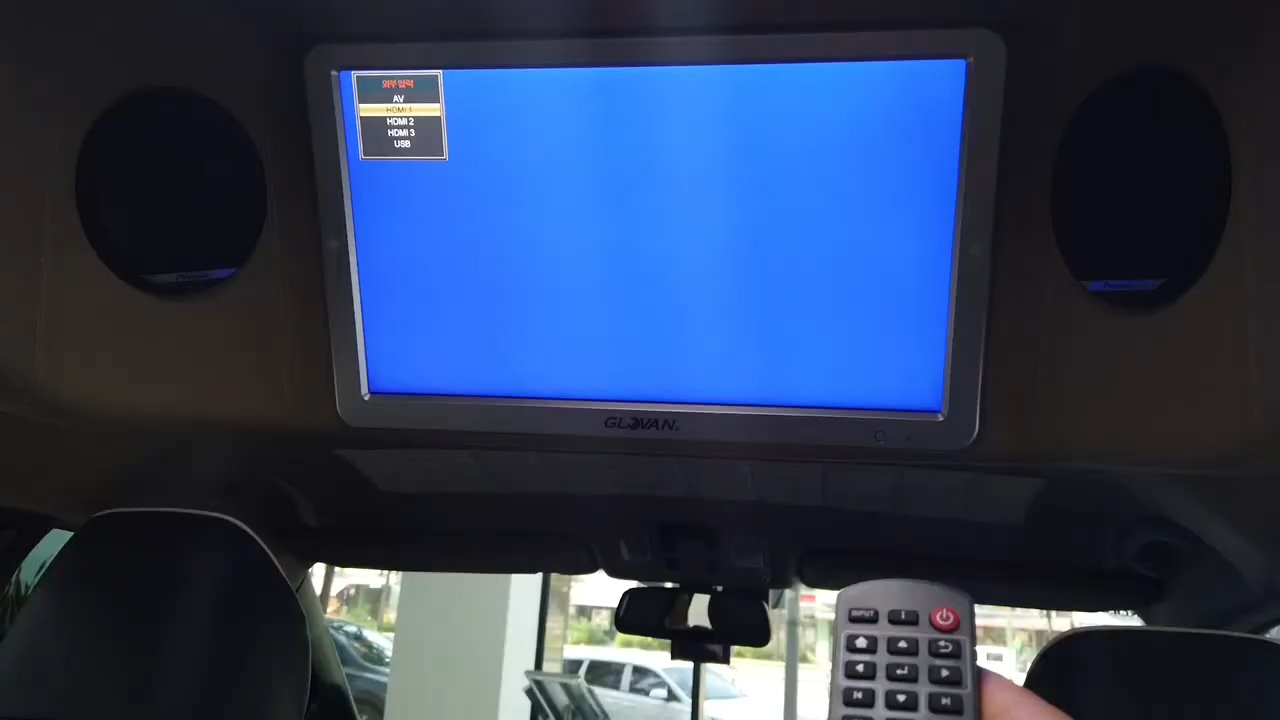 외부 입력
AV
HDMI 1
HDMI 2
HDMI 3
USB
GLOVAN
INPUT